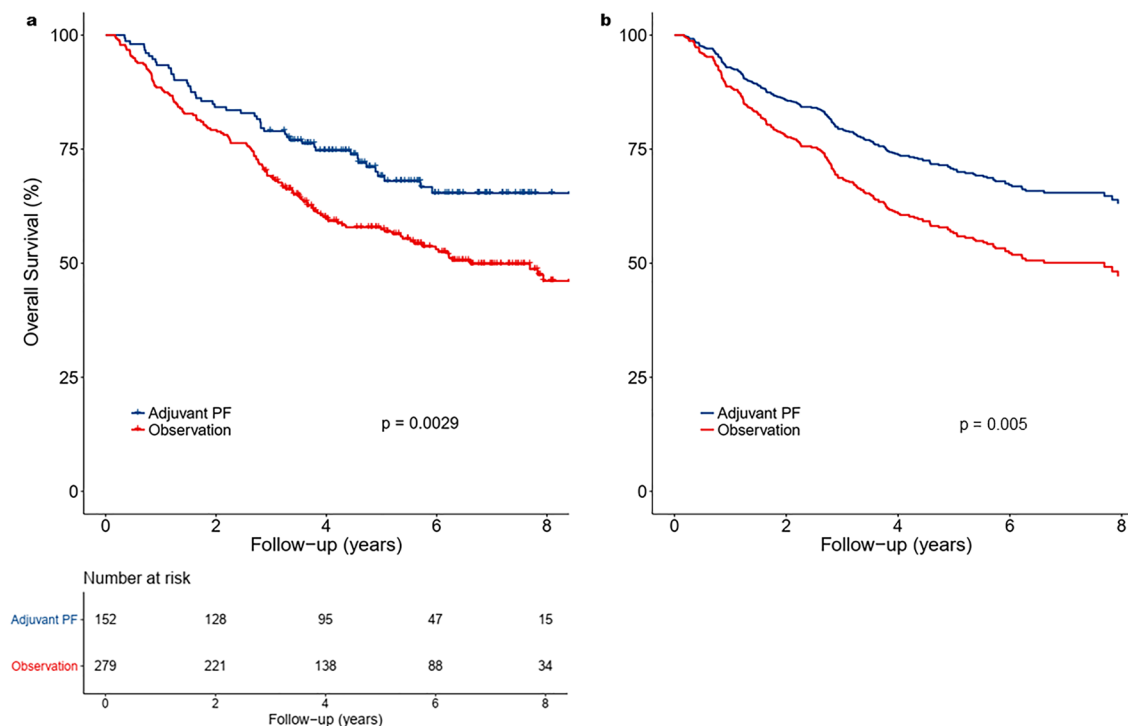 a
100
75
50
25
0
Overall Survival (%)
Adjuvant PF
Observation
p = 0.0029
0 2 4 6 8
Follow−up (years)
b
100
75
50
25
0
Adjuvant PF
Observation
p = 0.005
0 2 4 6 8
Follow−up (years)
Number at risk
Adjuvant PF 152 128 95 47 15
Observation 279 221 138 88 34
0 2 4 6 8
Follow−up (years)